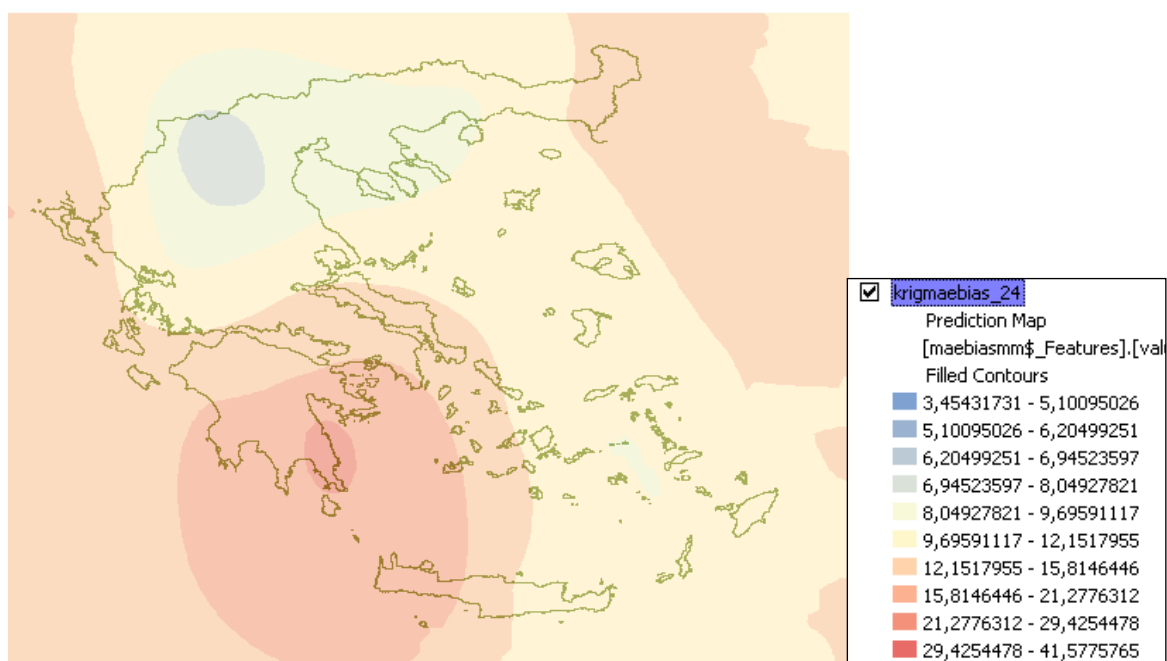 krigmaebias_24
Prediction Map
[maebiasmm$_Features].[val
Filled Contours
3,45431731 - 5,10095026
5,10095026 - 6,20499251
6,20499251 - 6,94523597
6,94523597 - 8,04927821
8,04927821 - 9,69591117
9,69591117 - 12,1517955
12,1517955 - 15,8146446
15,8146446 - 21,2776312
21,2776312 - 29,4254478
29,4254478 - 41,5775765